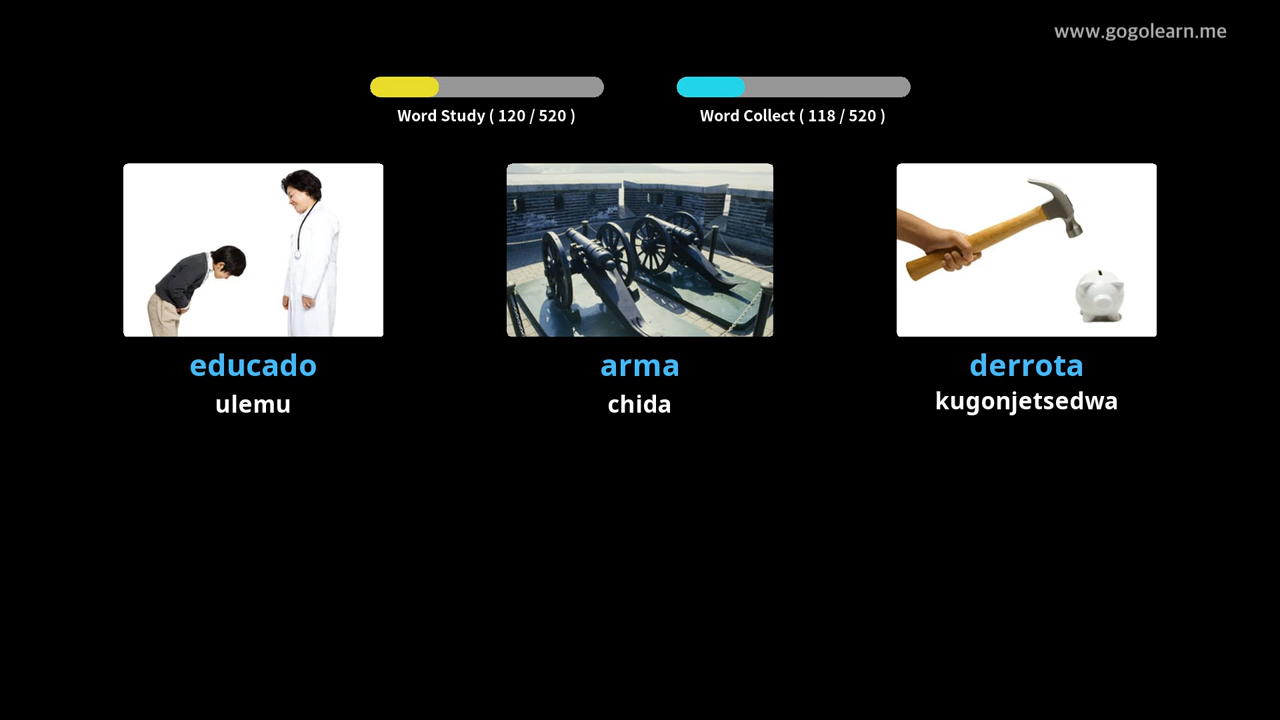 www.gogolearn.me
Word Study ( 120 / 520 )
Word Collect ( 118 / 520 )
educado
arma
derrota
ulemu
chida
kugonjetsedwa